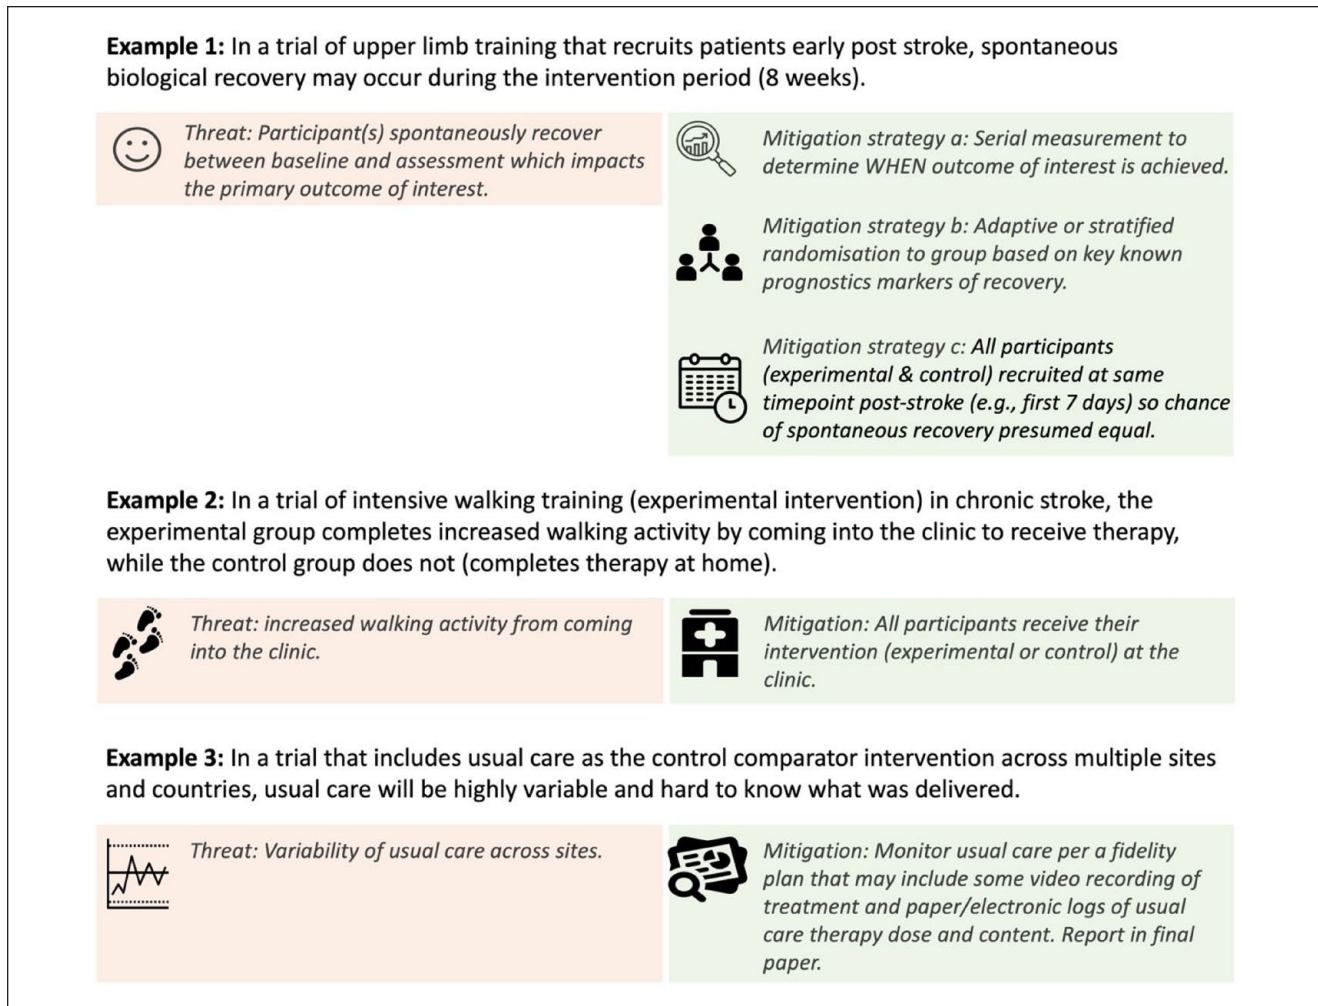 Example 1: In a trial of upper limb training that recruits patients early post stroke, spontaneous
biological recovery may occur during the intervention period (8 weeks).
Threat: Participant(s) spontaneously recover
between baseline and assessment which impacts
the primary outcome of interest.
Mitigation strategy a: Serial measurement to
determine WHEN outcome of interest is achieved.
Mitigation strategy b: Adaptive or stratified
randomisation to group based on key known
prognostics markers of recovery.
Mitigation strategy c: All participants
(experimental & control) recruited at same
timepoint post-stroke (e.g., first 7 days) so chance
of spontaneous recovery presumed equal.
Example 2: In a trial of intensive walking training (experimental intervention) in chronic stroke, the
experimental group completes increased walking activity by coming into the clinic to receive therapy,
while the control group does not (completes therapy at home).
Threat: increased walking activity from coming
into the clinic.
Mitigation: All participants receive their
intervention (experimental or control) at the
clinic.
Example 3: In a trial that includes usual care as the control comparator intervention across multiple sites
and countries, usual care will be highly variable and hard to know what was delivered.
Threat: Variability of usual care across sites.
Mitigation: Monitor usual care per a fidelity
plan that may include some video recording of
treatment and paper/electronic logs of usual
care therapy dose and content. Report in final
paper.